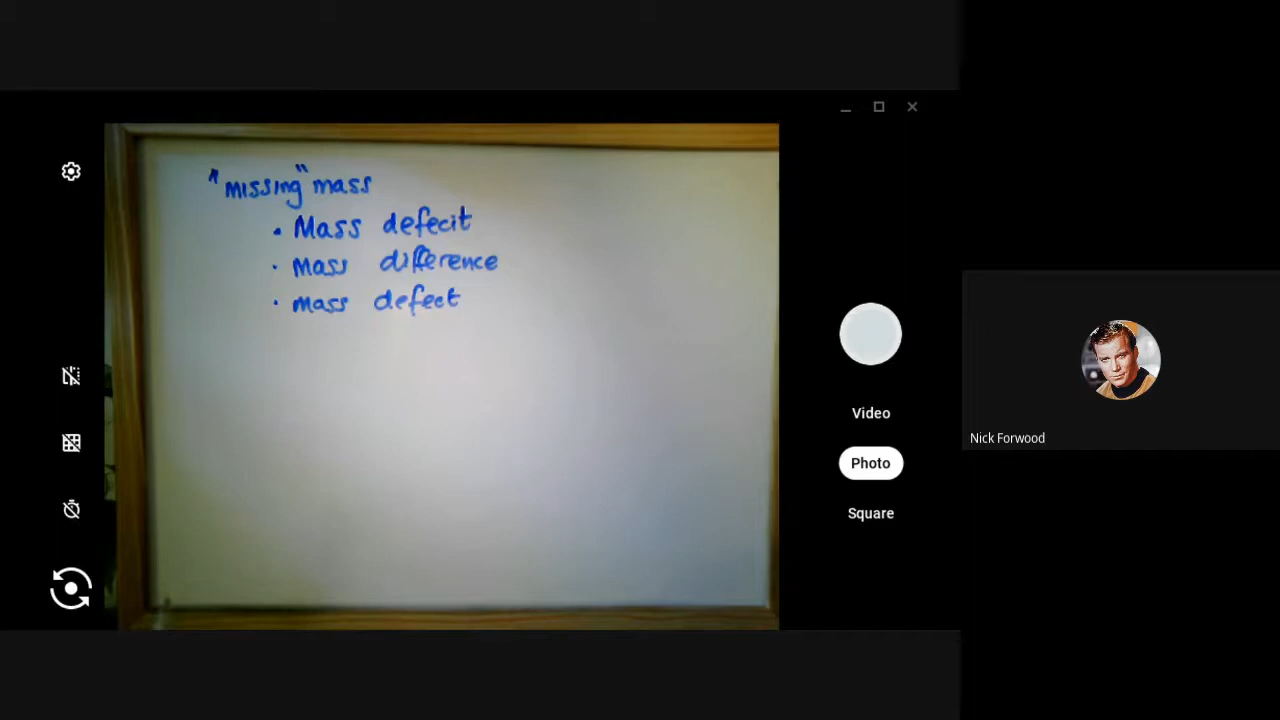 "missing" mass
• Mass defecit
• Mass difference
• mass defect
Video
Photo
Square
Nick Forwood